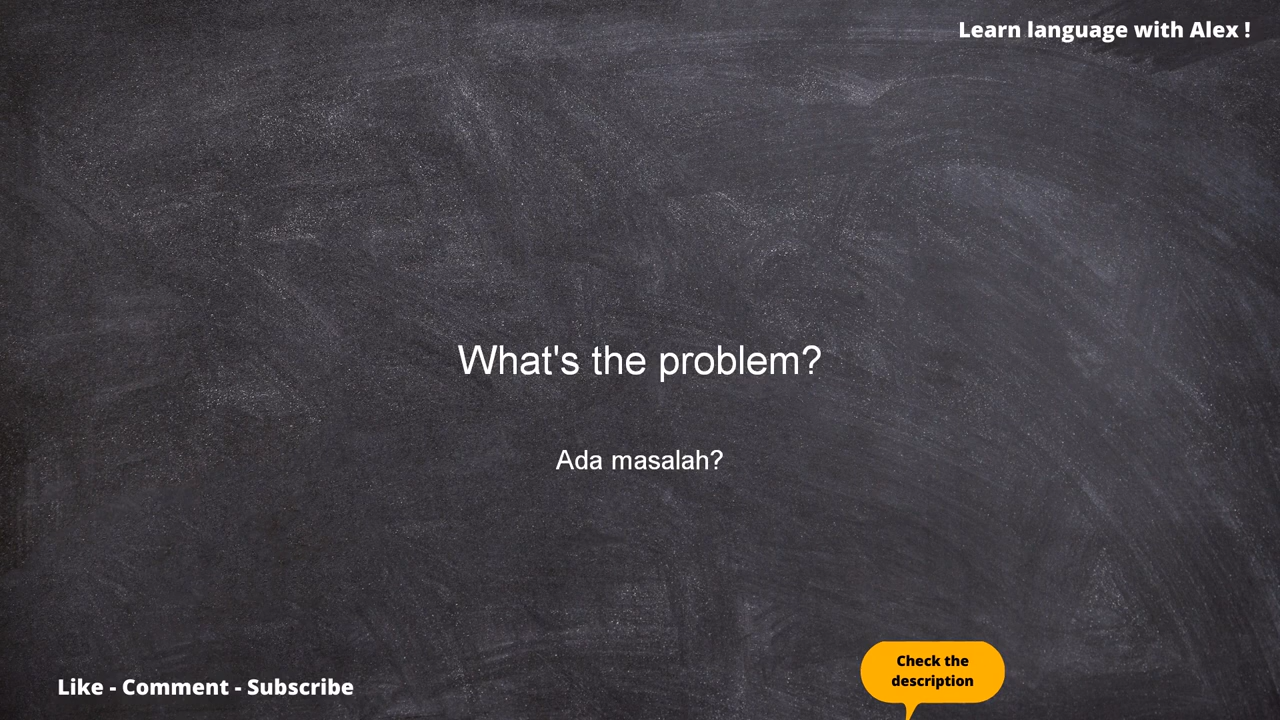 Learn language with Alex !
What's the problem?
Ada masalah?
Check the
description
Like - Comment - Subscribe